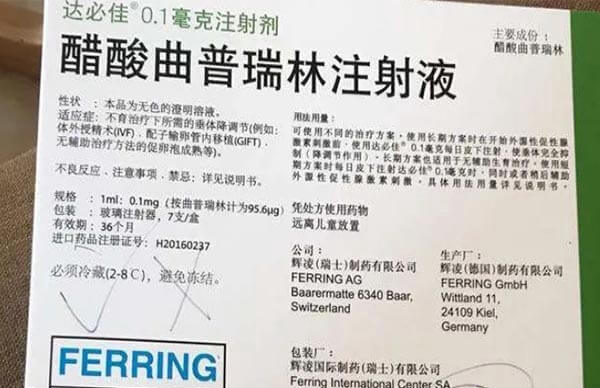 达必佳® 0.1毫克注射剂
主要成份:
醋酸曲普瑞林
醋酸曲普瑞林注射液
性状:本品为无色的澄明溶液。
适应症:不育治疗下所需的垂体降调节(例如:
体外授精术(IVF)、配子输卵管内移植(GIFT)、
无辅助治疗方法的促卵泡成熟等)。
不良反应、注意事项、禁忌:详见说明书。
规格:1ml:0.1mg(按曲普瑞林计为95.6μg)
包装:玻璃注射器,7支/盒
有效期:36个月
进口药品注册证号:H20160237
必须冷藏(2-8℃),避免冻结。
用法用量:
可使用不同的治疗方案。使用长期方案时在开始外源性促性腺
激素刺激前,使用达必佳®0.1毫克每日皮下注射,使垂体完全抑
制(降调节作用)。长期方案也适用于无辅助生育治疗。使用短
期方案时每日皮下注射达必佳®0.1毫克时,同时或者稍后辅助
外源性促性腺激素刺激。具体用法用量详见说明书。
凭处方使用药物
远离儿童放置
公司:
辉凌(瑞士)制药有限公司
FERRING AG
Baarermatte 6340 Baar,
Switzerland
生产厂:
辉凌(德国)制药有限公司
FERRING GmbH
Wittland 11,
24109 Kiel,
Germany
包装厂:
辉凌国际制药(瑞士)有限公司
Ferring International Center SA
FERRING